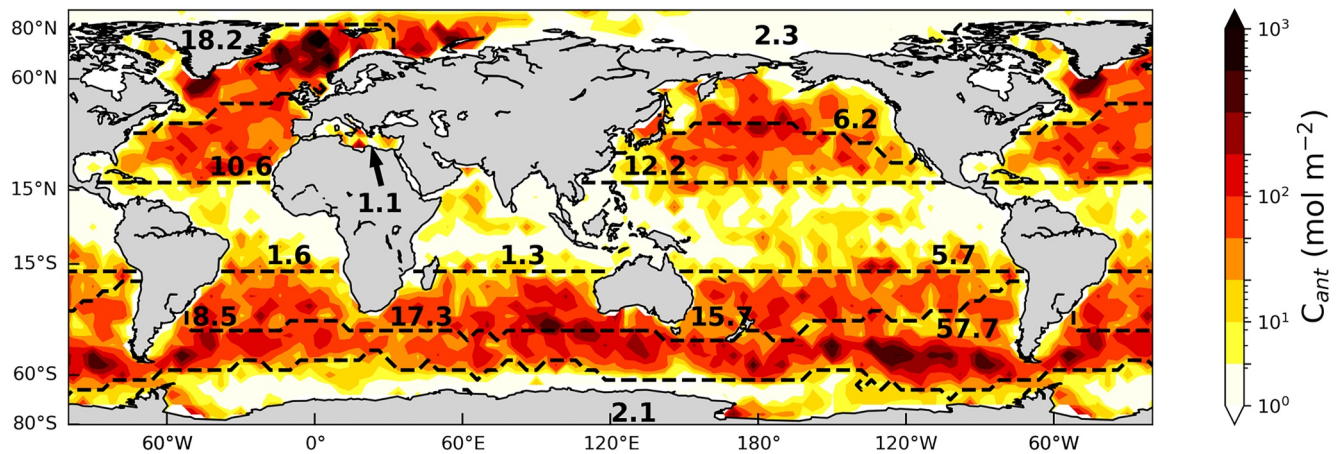 80°N
18.2
2.3
10³
60°N
6.2
10.6
12.2
15°N
1.1
10²
C_ant (mol m⁻²)
15°S
1.6
1.3
5.7
8.5
17.3
15.7
57.7
10¹
60°S
80°S
2.1
10⁰
60°W
0°
60°E
120°E
180°
120°W
60°W